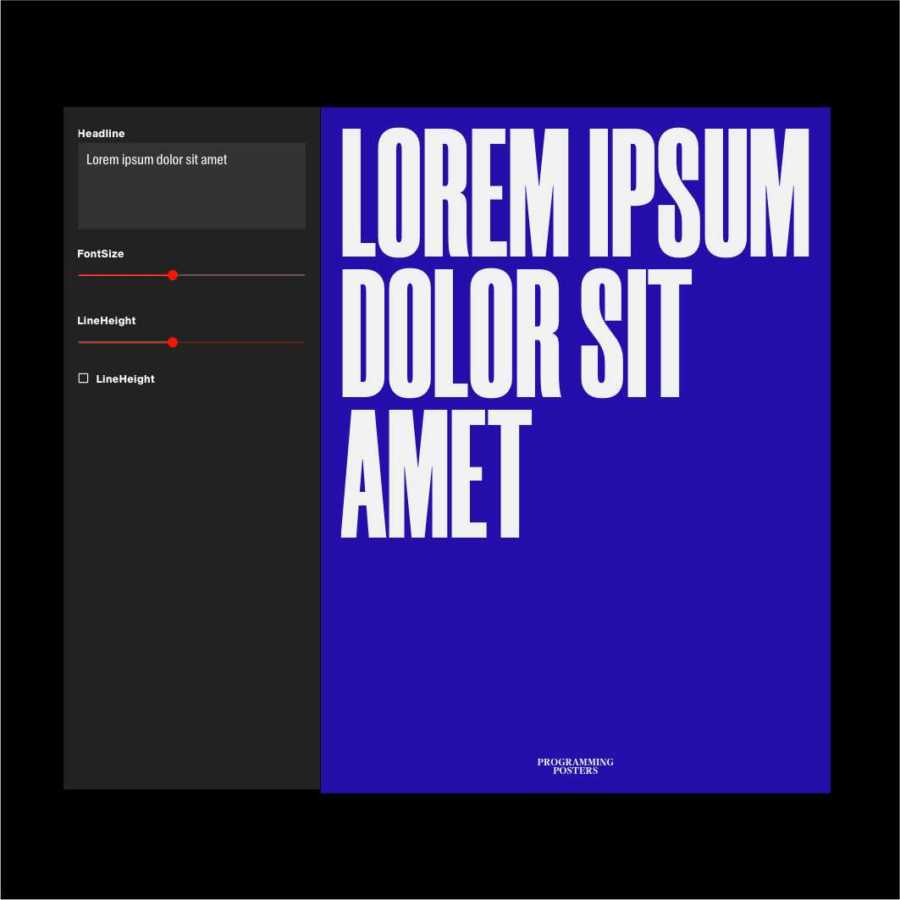 Headline
Lorem ipsum dolor sit amet
FontSize
LineHeight
LineHeight
LOREM IPSUM
DOLOR SIT
AMET
PROGRAMMING
POSTERS